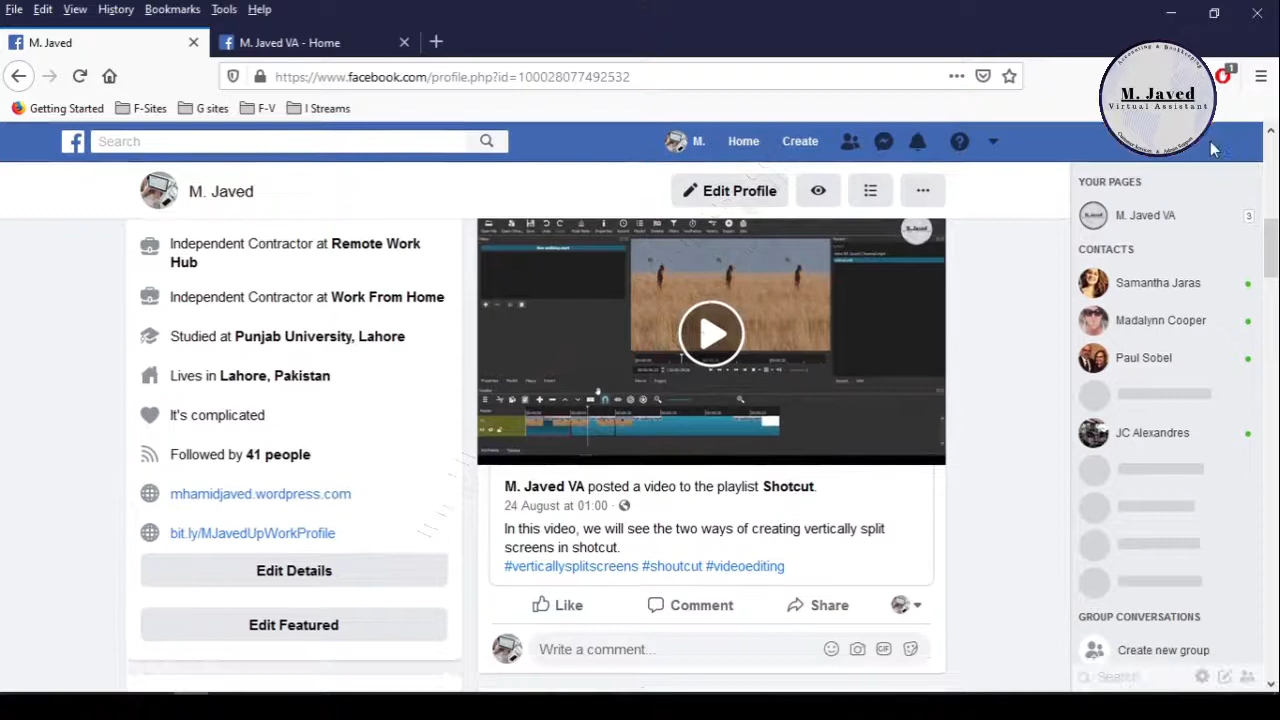 File Edit View History Bookmarks Tools Help
M. Javed
M. Javed VA - Home
https://www.facebook.com/profile.php?id=100028077492532
1
Getting Started F-Sites G sites F-V I Streams
Accounting & Bookkeeping
M. Javed
Virtual Assistant
Search M. Home Create
M. Javed Edit Profile
Independent Contractor at Remote Work
Hub
Independent Contractor at Work From Home
Studied at Punjab University, Lahore
Lives in Lahore, Pakistan
It's complicated
Followed by 41 people
mhamidjaved.wordpress.com
bit.ly/MJavedUpWorkProfile
Edit Details
Edit Featured
M. Javed VA posted a video to the playlist Shotcut.
24 August at 01:00 ·
In this video, we will see the two ways of creating vertically split
screens in shotcut.
#verticallysplitscreens #shoutcut #videoediting
Like Comment Share
Write a comment...
GIF
YOUR PAGES
M. Javed VA 3
CONTACTS
Samantha Jaras
Madalynn Cooper
Paul Sobel
JC Alexandres
GROUP CONVERSATIONS
Create new group
Search